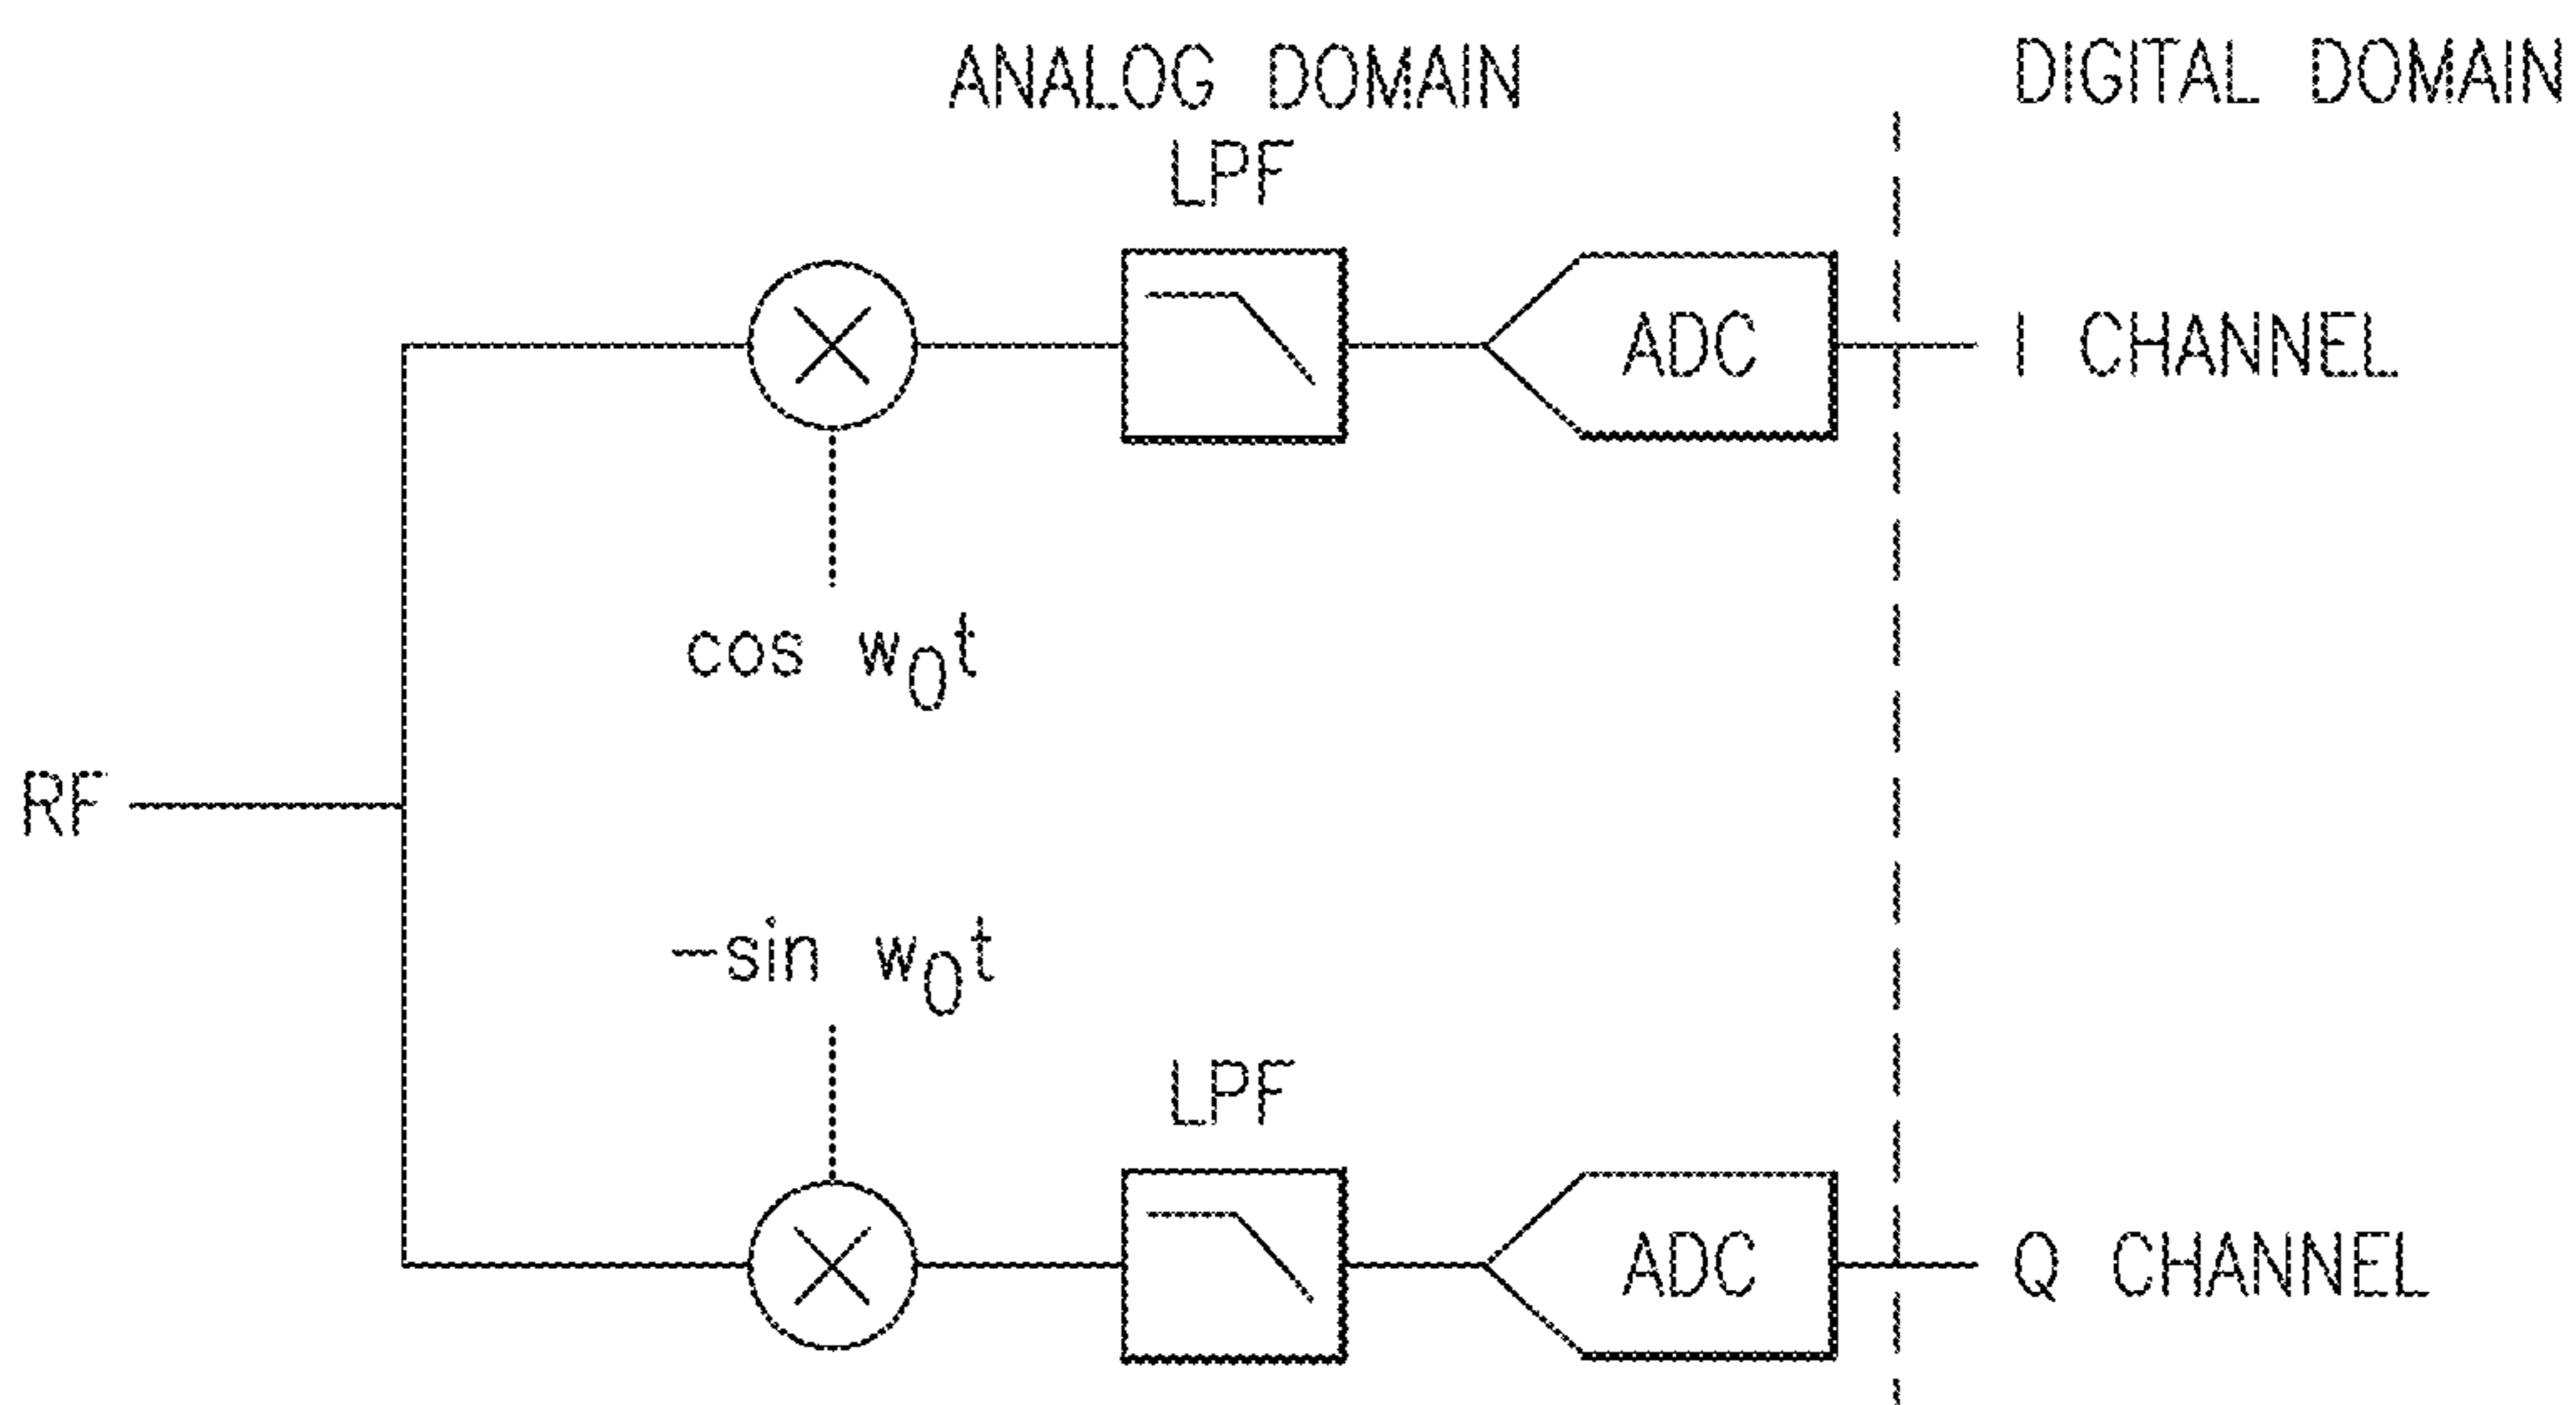 ANALOG DOMAIN
DIGITAL DOMAIN
LPF
ADC
I CHANNEL
cos w0t
RF
-sin w0t
LPF
ADC
Q CHANNEL